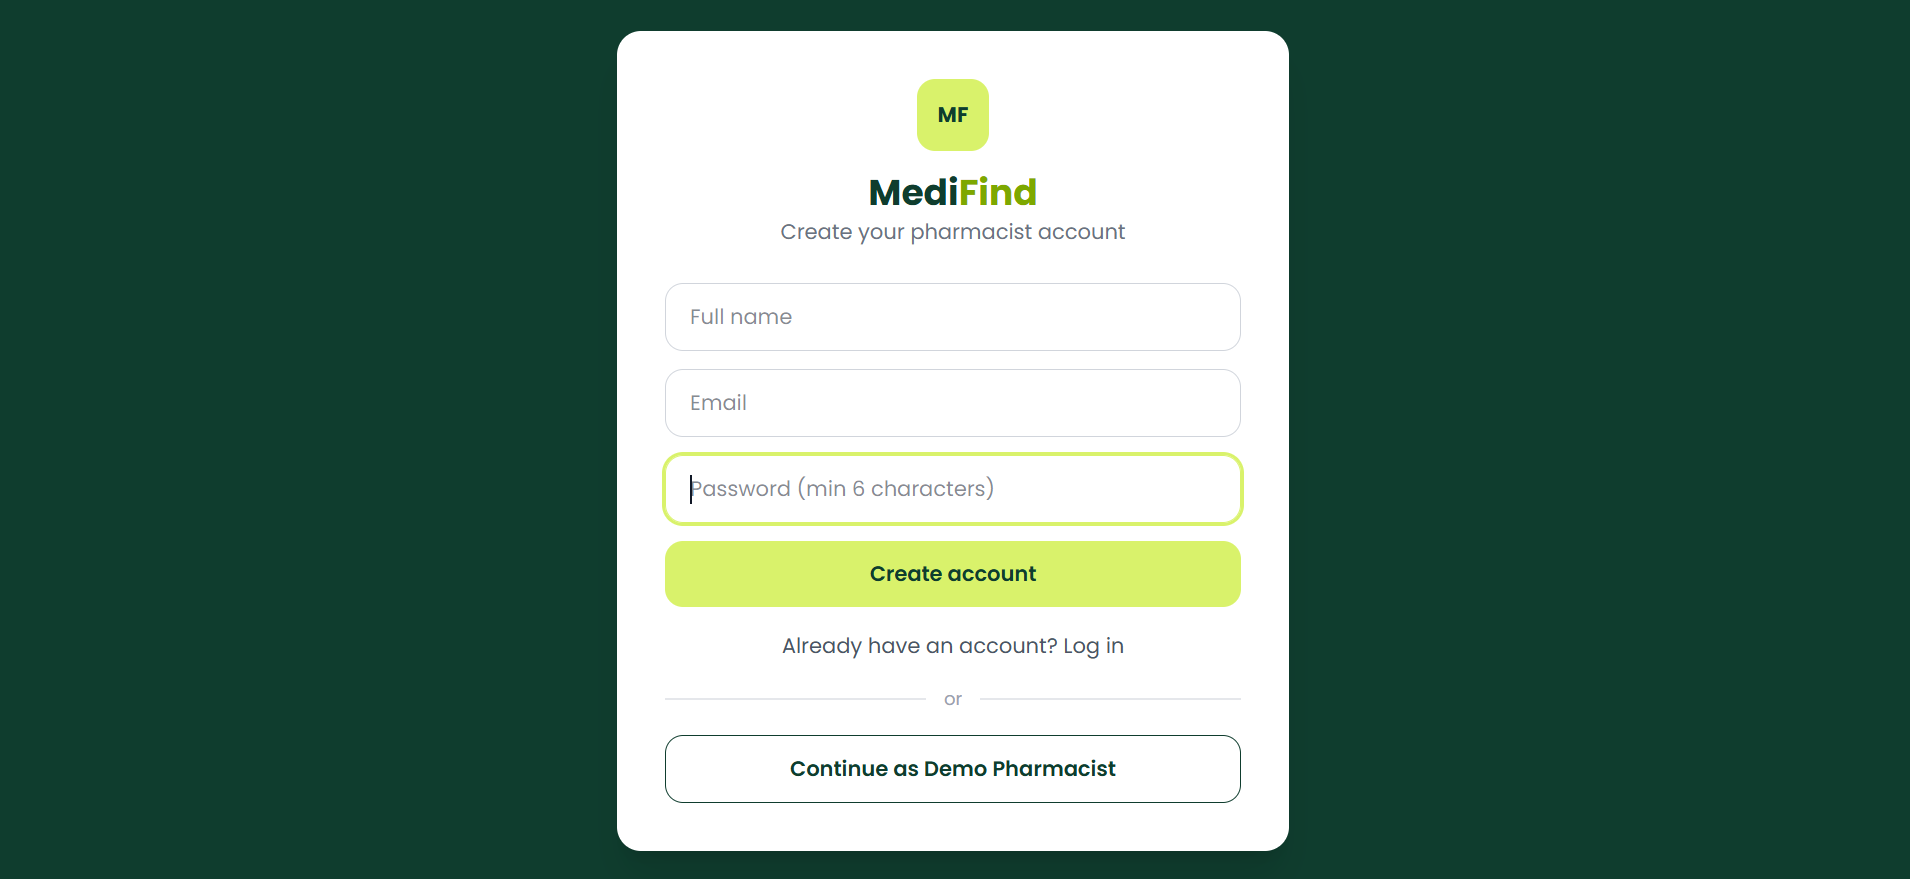 MF
MediFind
Create your pharmacist account
Full name
Email
Password (min 6 characters)
Create account
Already have an account? Log in
or
Continue as Demo Pharmacist